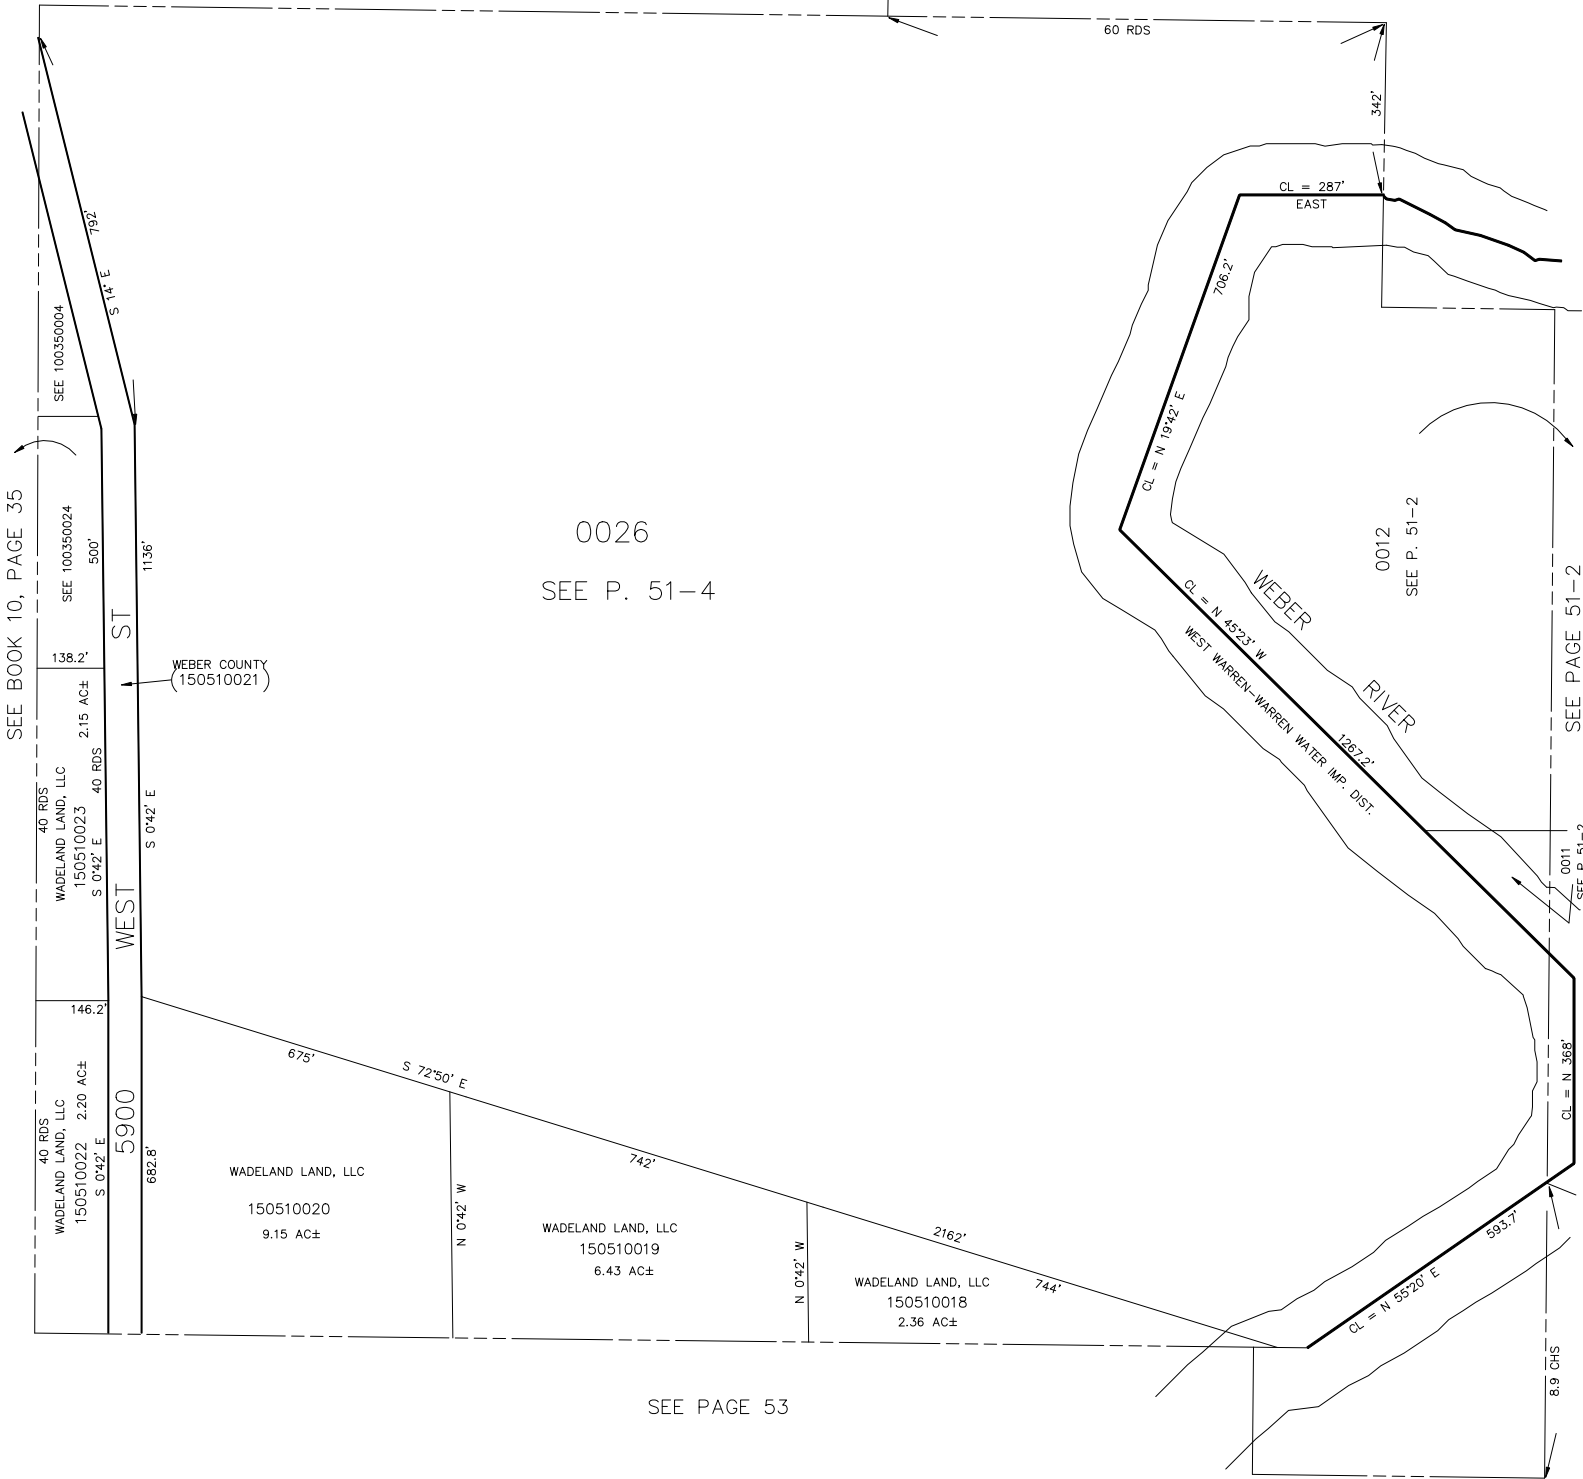 60 RDS
342'
CL = 287'
EAST
792'
S 14° E
706.2'
CL = N 19°42' E
SEE 100350004
SEE BOOK 10, PAGE 35
SEE 100350024
500'
1136'
0026
SEE P. 51-4
0012
SEE P. 51-2
SEE PAGE 51-2
WEBER
RIVER
CL = N 45°23' W
1267.2'
WEST WARREN-WARREN WATER IMP. DIST.
138.2'
WEBER COUNTY
(150510021)
40 RDS
WADELAND LAND, LLC
150510023
2.15 AC±
S 0°42' E
40 RDS
S 0°42' E
5900 WEST ST
0011
SEE P. 51-2
146.2'
40 RDS
WADELAND LAND, LLC
150510022 2.20 AC±
S 0°42' E
682.8'
675'
S 72°50' E
742'
2162'
744'
WADELAND LAND, LLC
150510020
9.15 AC±
N 0°42' W
WADELAND LAND, LLC
150510019
6.43 AC±
N 0°42' W
WADELAND LAND, LLC
150510018
2.36 AC±
CL = N 368'
593.7'
CL = N 55°20' E
8.9 CHS
SEE PAGE 53